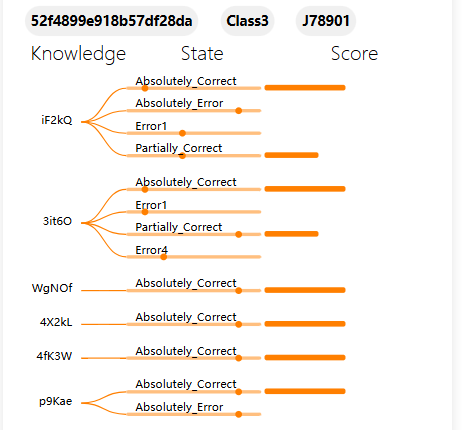 52f4899e918b57df28da Class3 J78901
Knowledge State Score
Absolutely_Correct
Absolutely_Error
iF2kQ
Error1
Partially_Correct
Absolutely_Correct
Error1
3it6O
Partially_Correct
Error4
WgNOf Absolutely_Correct
4X2kL Absolutely_Correct
4fK3W Absolutely_Correct
Absolutely_Correct
p9Kae
Absolutely_Error